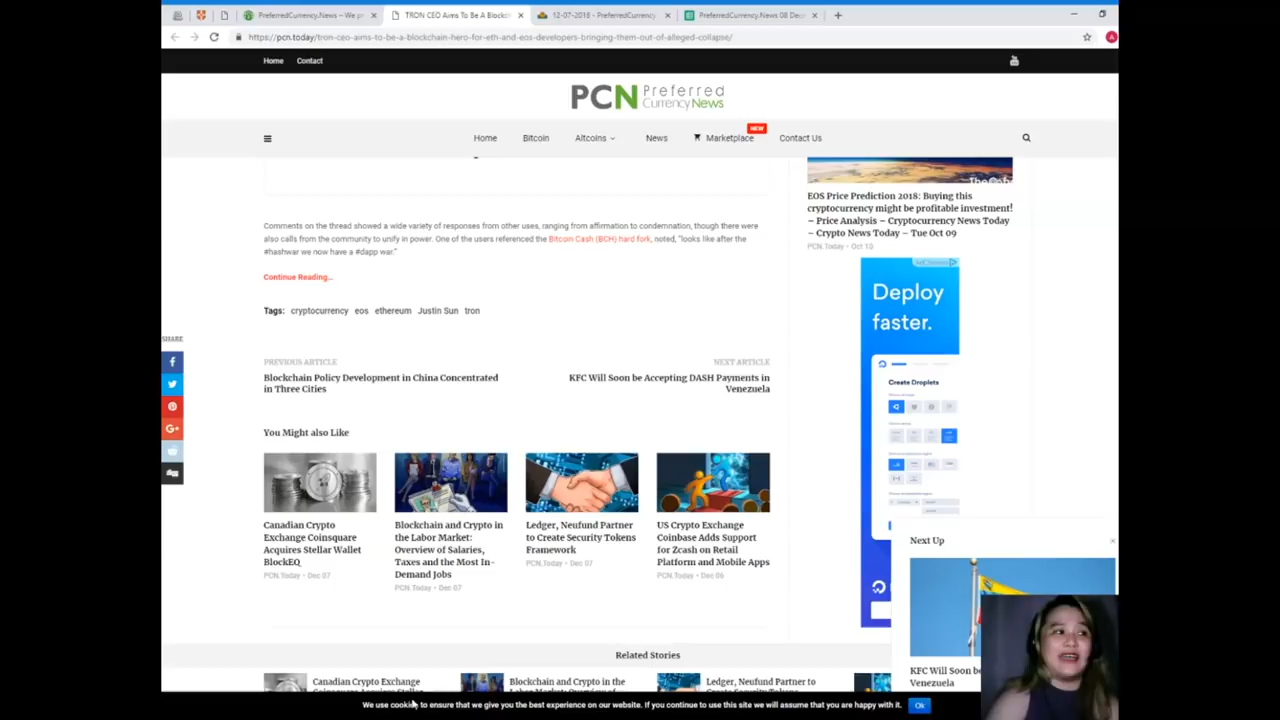 PreferredCurrency.News – We pr
TRON CEO Aims To Be A Blockch
12-07-2018 - PreferredCurrency
PreferredCurrency.News 08 Dec
https://pcn.today/tron-ceo-aims-to-be-a-blockchain-hero-for-eth-and-eos-developers-bringing-them-out-of-alleged-collapse/
A
Home Contact
PCN Preferred
CurrencyNews
Home Bitcoin Altcoins News Marketplace NEW Contact Us
Comments on the thread showed a wide variety of responses from other uses, ranging from affirmation to condemnation, though there were
also calls from the community to unify in power. One of the users referenced the Bitcoin Cash (BCH) hard fork, noted, "looks like after the
#hashwar we now have a #dapp war."
Continue Reading...
Tags: cryptocurrency eos ethereum Justin Sun tron
SHARE
PREVIOUS ARTICLE
Blockchain Policy Development in China Concentrated
in Three Cities
NEXT ARTICLE
KFC Will Soon be Accepting DASH Payments in
Venezuela
You Might also Like
Canadian Crypto
Exchange Coinsquare
Acquires Stellar Wallet
BlockEQ
PCN.Today - Dec 07
Blockchain and Crypto in
the Labor Market:
Overview of Salaries,
Taxes and the Most In-
Demand Jobs
PCN.Today - Dec 07
Ledger, Neufund Partner
to Create Security Tokens
Framework
PCN.Today - Dec 07
US Crypto Exchange
Coinbase Adds Support
for Zcash on Retail
Platform and Mobile Apps
PCN.Today - Dec 06
EOS Price Prediction 2018: Buying this
cryptocurrency might be profitable investment!
– Price Analysis – Cryptocurrency News Today
– Crypto News Today – Tue Oct 09
PCN.Today - Oct 10
Deploy
faster.
Create Droplets
Next Up
KFC Will Soon be
Venezuela
Related Stories
Canadian Crypto Exchange
Blockchain and Crypto in the
Ledger, Neufund Partner to
We use cookies to ensure that we give you the best experience on our website. If you continue to use this site we will assume that you are happy with it.
Ok